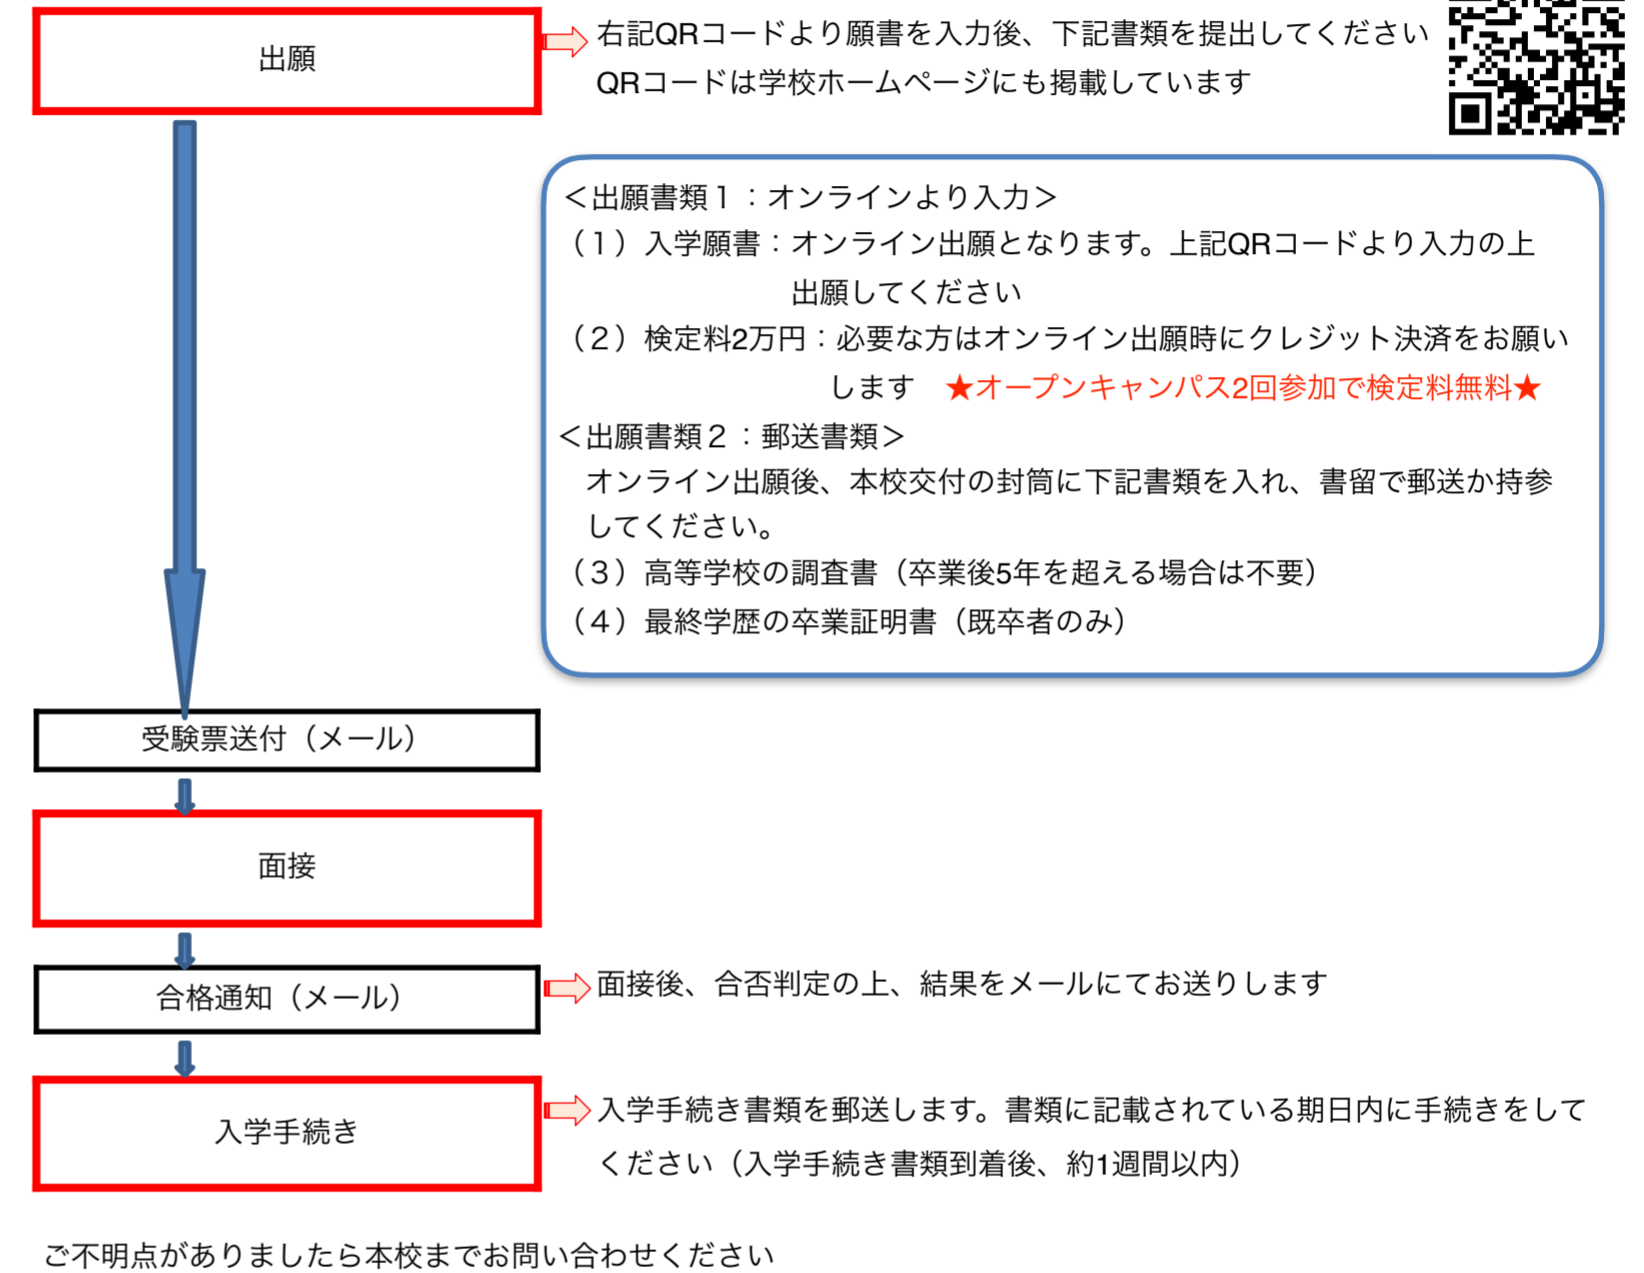 出願
右記QRコードより願書を入力後、下記書類を提出してください
QRコードは学校ホームページにも掲載しています
＜出願書類１：オンラインより入力＞
（１）入学願書：オンライン出願となります。上記QRコードより入力の上
出願してください
（２）検定料2万円：必要な方はオンライン出願時にクレジット決済をお願い
します　★オープンキャンパス2回参加で検定料無料★
＜出願書類２：郵送書類＞
オンライン出願後、本校交付の封筒に下記書類を入れ、書留で郵送か持参
してください。
（３）高等学校の調査書（卒業後5年を超える場合は不要）
（４）最終学歴の卒業証明書（既卒者のみ）
受験票送付（メール）
面接
合格通知（メール）
面接後、合否判定の上、結果をメールにてお送りします
入学手続き
入学手続き書類を郵送します。書類に記載されている期日内に手続きをして
ください（入学手続き書類到着後、約1週間以内）
ご不明点がありましたら本校までお問い合わせください